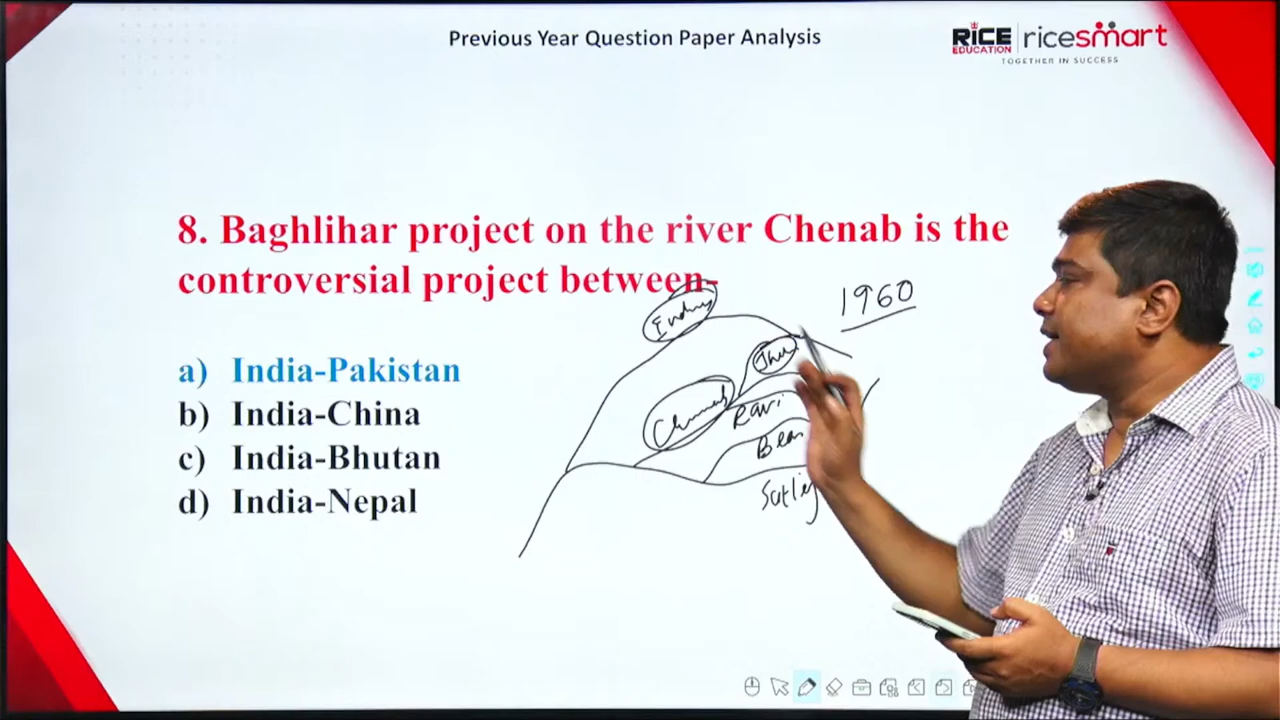 Previous Year Question Paper Analysis
RICE EDUCATION ricesmart
TOGETHER IN SUCCESS
8. Baghlihar project on the river Chenab is the
controversial project between-
1960
Indus
a) India-Pakistan
Chenab
b) India-China
Ravi
c) India-Bhutan
d) India-Nepal